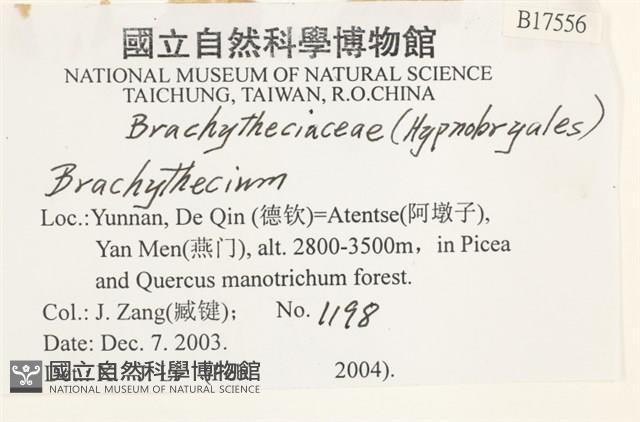 B17556
國立自然科學博物館
NATIONAL MUSEUM OF NATURAL SCIENCE
TAICHUNG, TAIWAN, R.O.CHINA
Brachytheciaceae (Hypnobryales)
Brachythecium
Loc.:Yunnan, De Qin (德钦)=Atentse(阿墩子),
Yan Men(燕门), alt. 2800-3500m，in Picea
and Quercus manotrichum forest.
Col.: J. Zang(臧键)； No. 1198
Date: Dec. 7. 2003.
2004).
國立自然科學博物館
NATIONAL MUSEUM OF NATURAL SCIENCE